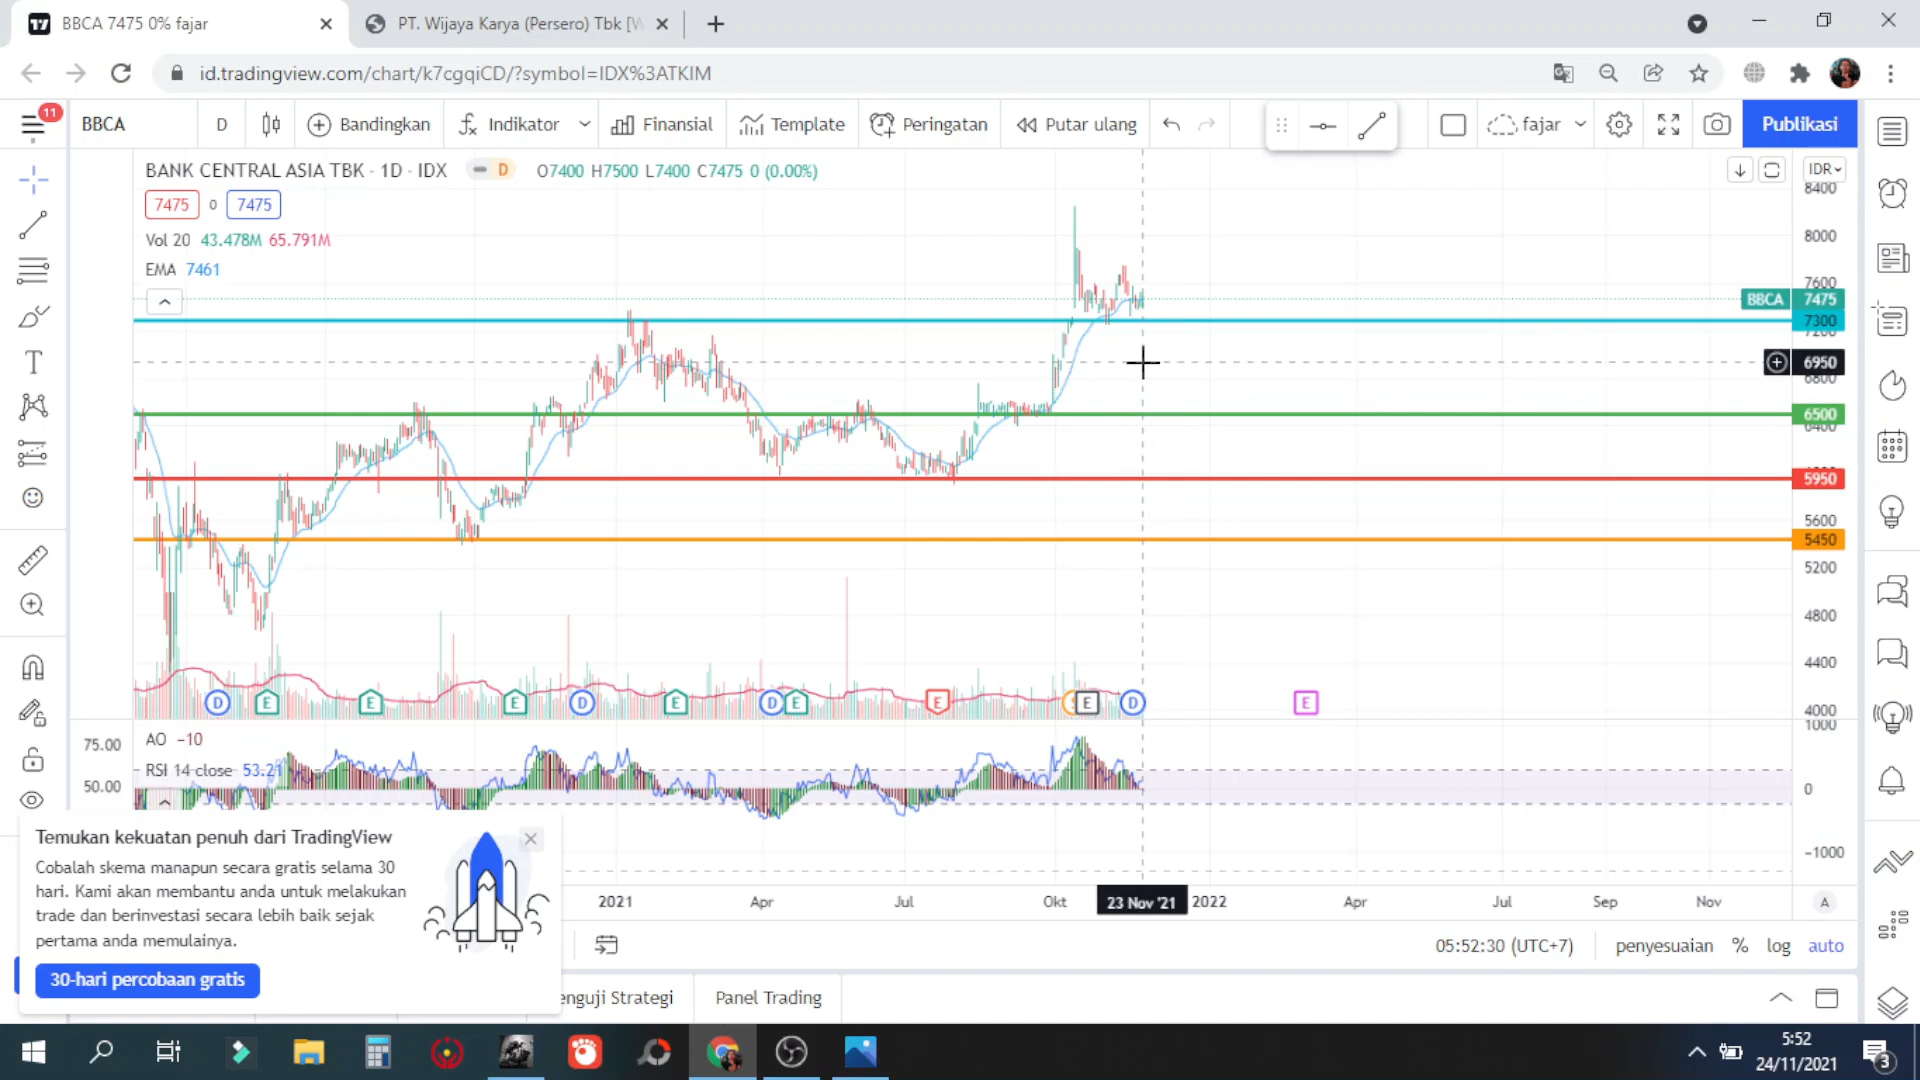 BBCA 7475 0% fajar
PT. Wijaya Karya (Persero) Tbk [W
id.tradingview.com/chart/k7cgqiCD/?symbol=IDX%3ATKIM
11
BBCA
D
Bandingkan
Indikator
Finansial
Template
Peringatan
Putar ulang
fajar
Publikasi
BANK CENTRAL ASIA TBK · 1D · IDX
D
O7400 H7500 L7400 C7475 0 (0.00%)
IDR
7475 0 7475
Vol 20 43.478M 65.791M
EMA 7461
8400
8000
7600
BBCA 7475
7300
7200
6950
6800
6500
6400
5950
5600
5450
5200
4800
4400
4000
D E E E D E D E E E D E
1000
AO −10
RSI 14 close 53.21
75.00
50.00
0
−1000
2021 Apr Jul Okt 23 Nov '21 2022 Apr Jul Sep Nov A
Temukan kekuatan penuh dari TradingView
Cobalah skema manapun secara gratis selama 30
hari. Kami akan membantu anda untuk melakukan
trade dan berinvestasi secara lebih baik sejak
pertama anda memulainya.
30-hari percobaan gratis
05:52:30 (UTC+7)
penyesuaian % log auto
enguji Strategi
Panel Trading
5:52
24/11/2021
3